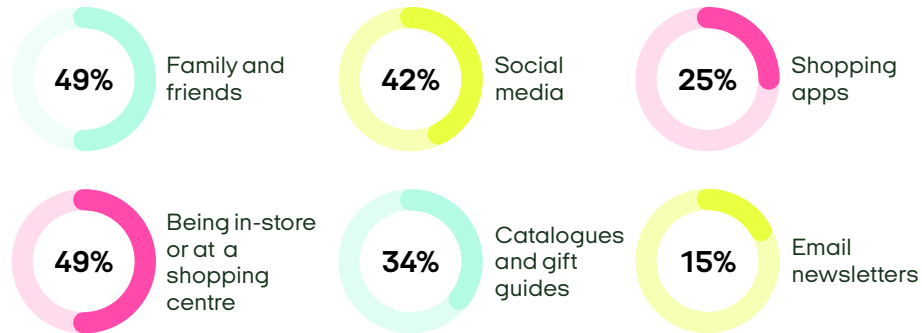 49%
Family and
friends
42%
Social
media
25%
Shopping
apps
49%
Being in-store
or at a
shopping
centre
34%
Catalogues
and gift
guides
15%
Email
newsletters